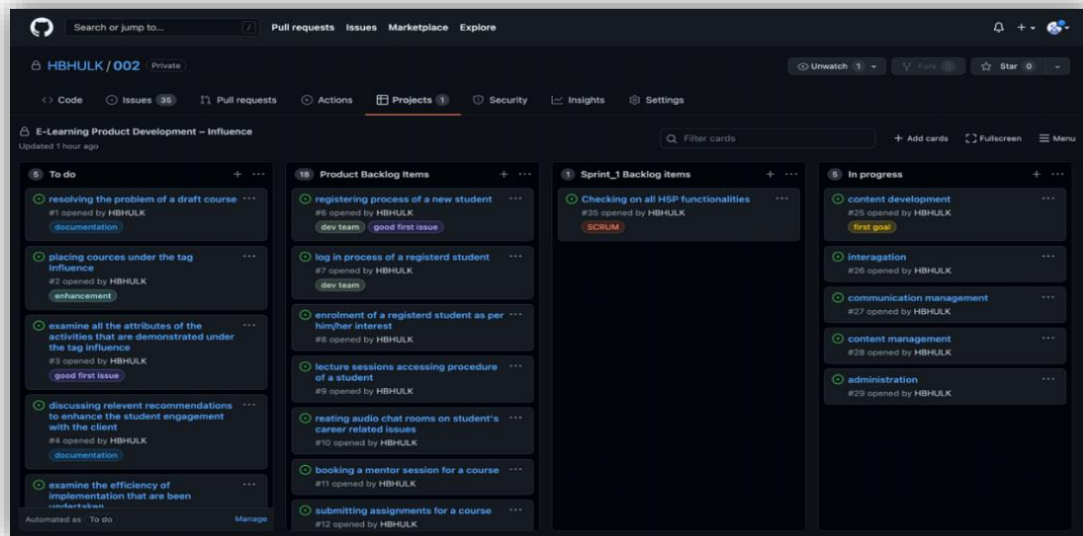 Search or jump to... /
Pull requests Issues Marketplace Explore
HBHULK / 002 Private
Unwatch 1 Fork 0 Star 0
Code Issues 35 Pull requests Actions Projects 1 Security Insights Settings
E-Learning Product Development – Influence
Updated 1 hour ago
Filter cards
+ Add cards Fullscreen Menu
5 To do
resolving the problem of a draft course
#1 opened by HBHULK
documentation
placing cources under the tag
Influence
#2 opened by HBHULK
enhancement
examine all the attributes of the
activities that are demonstrated under
the tag influence
#3 opened by HBHULK
good first issue
discussing relevent recommendations
to enhance the student engagement
with the client
#4 opened by HBHULK
documentation
examine the efficiency of
implementation that are been
undertaken
Automated as To do Manage
18 Product Backlog Items
registering process of a new student
#6 opened by HBHULK
dev team good first issue
log in process of a registerd student
#7 opened by HBHULK
dev team
enrolment of a registerd student as per
him/her interest
#8 opened by HBHULK
lecture sessions accessing procedure
of a student
#9 opened by HBHULK
reating audio chat rooms on student's
career related issues
#10 opened by HBHULK
booking a mentor session for a course
#11 opened by HBHULK
submitting assignments for a course
#12 opened by HBHULK
1 Sprint_1 Backlog items
Checking on all H5P functionalities
#35 opened by HBHULK
SCRUM
5 In progress
content development
#25 opened by HBHULK
first goal
interagation
#26 opened by HBHULK
communication management
#27 opened by HBHULK
content management
#28 opened by HBHULK
administration
#29 opened by HBHULK